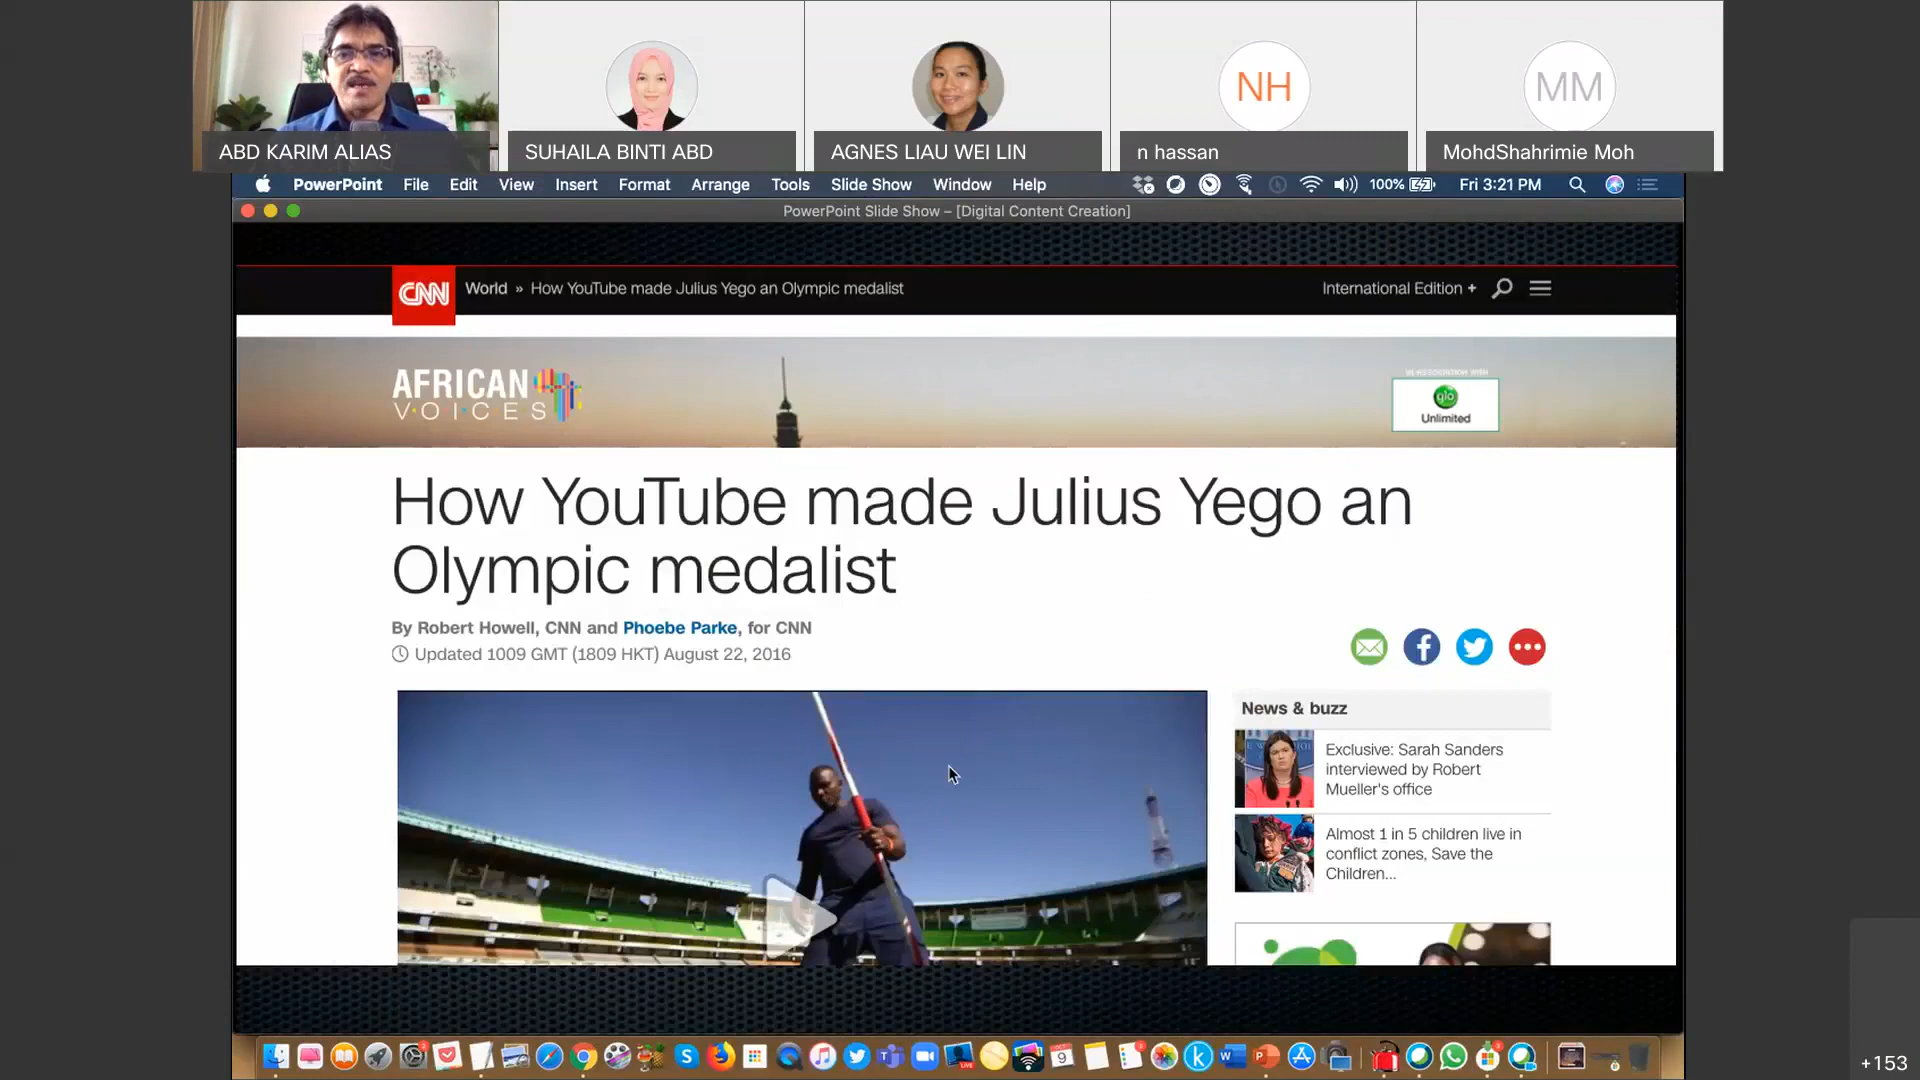 NH
MM
ABD KARIM ALIAS
SUHAILA BINTI ABD
AGNES LIAU WEI LIN
n hassan
MohdShahrimie Moh
PowerPoint File Edit View Insert Format Arrange Tools Slide Show Window Help
100% Fri 3:21 PM
PowerPoint Slide Show – [Digital Content Creation]
CNN World » How YouTube made Julius Yego an Olympic medalist
International Edition +
AFRICAN
VOICES
IN ASSOCIATION WITH
glo
Unlimited
How YouTube made Julius Yego an
Olympic medalist
By Robert Howell, CNN and Phoebe Parke, for CNN
Updated 1009 GMT (1809 HKT) August 22, 2016
News & buzz
Exclusive: Sarah Sanders
interviewed by Robert
Mueller's office
Almost 1 in 5 children live in
conflict zones, Save the
Children...
+153